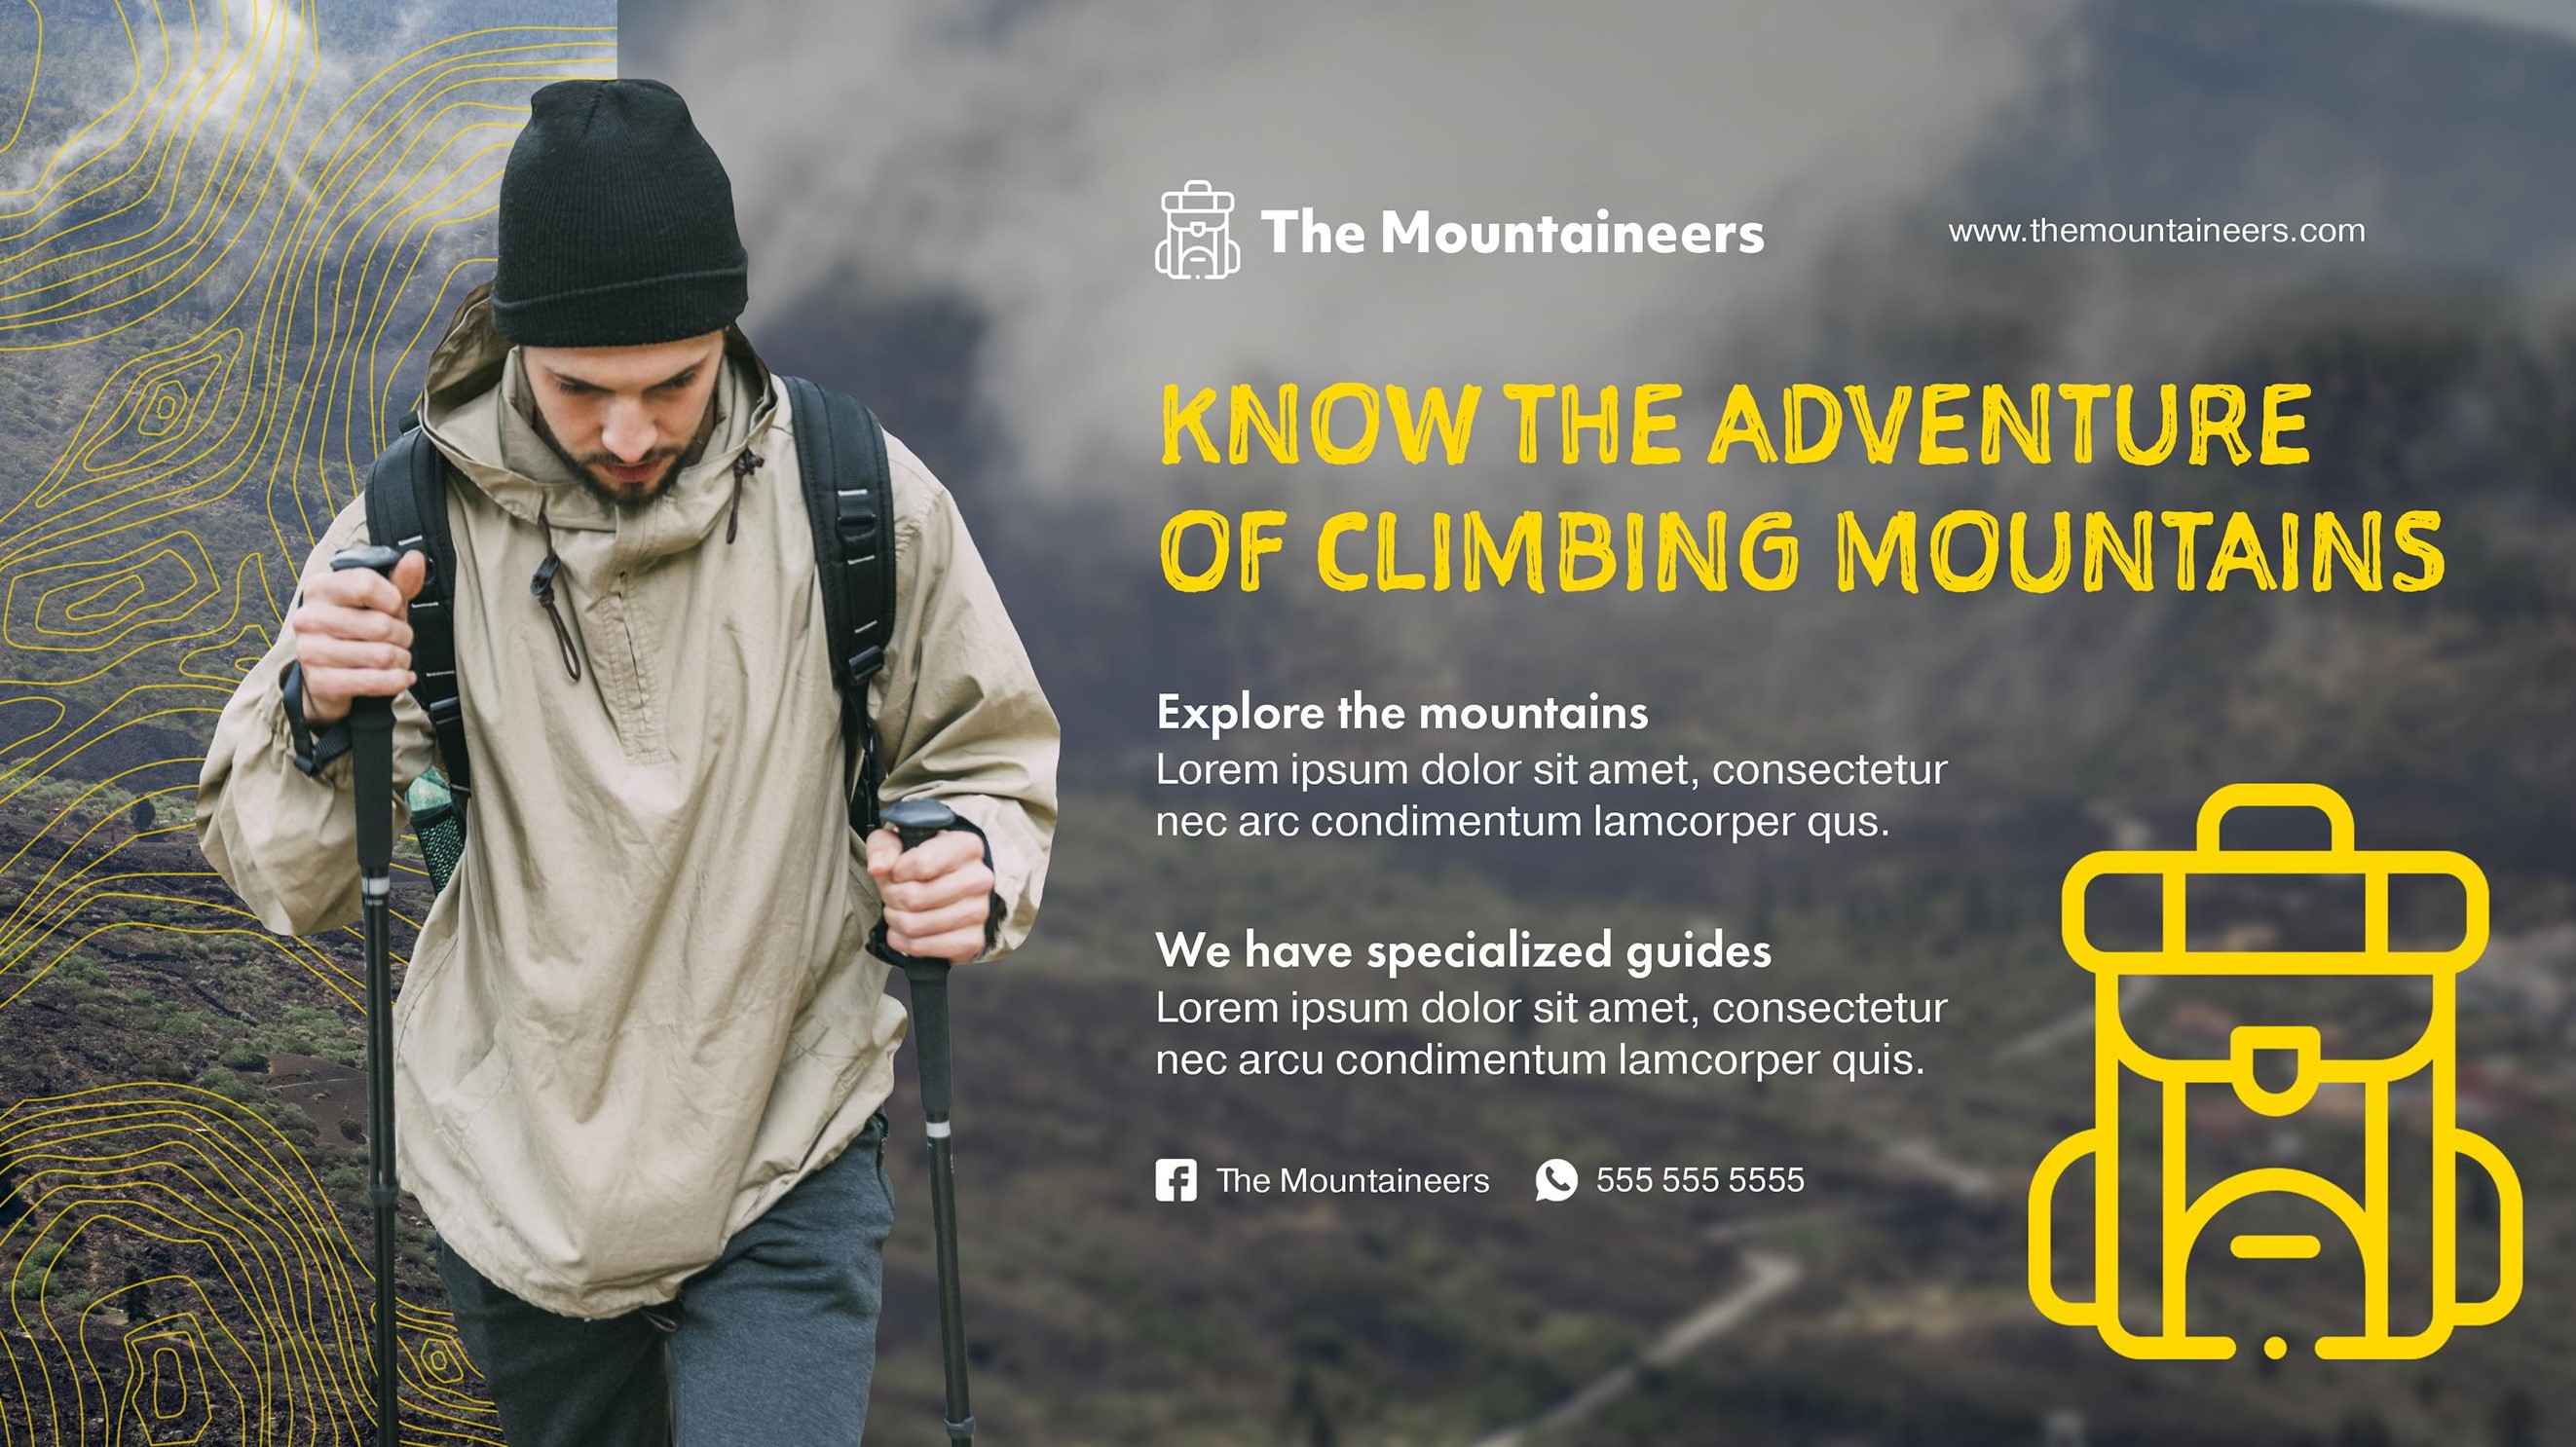 The Mountaineers
www.themountaineers.com
KNOW THE ADVENTURE
OF CLIMBING MOUNTAINS
Explore the mountains
Lorem ipsum dolor sit amet, consectetur
nec arc condimentum lamcorper qus.
We have specialized guides
Lorem ipsum dolor sit amet, consectetur
nec arcu condimentum lamcorper quis.
The Mountaineers
555 555 5555